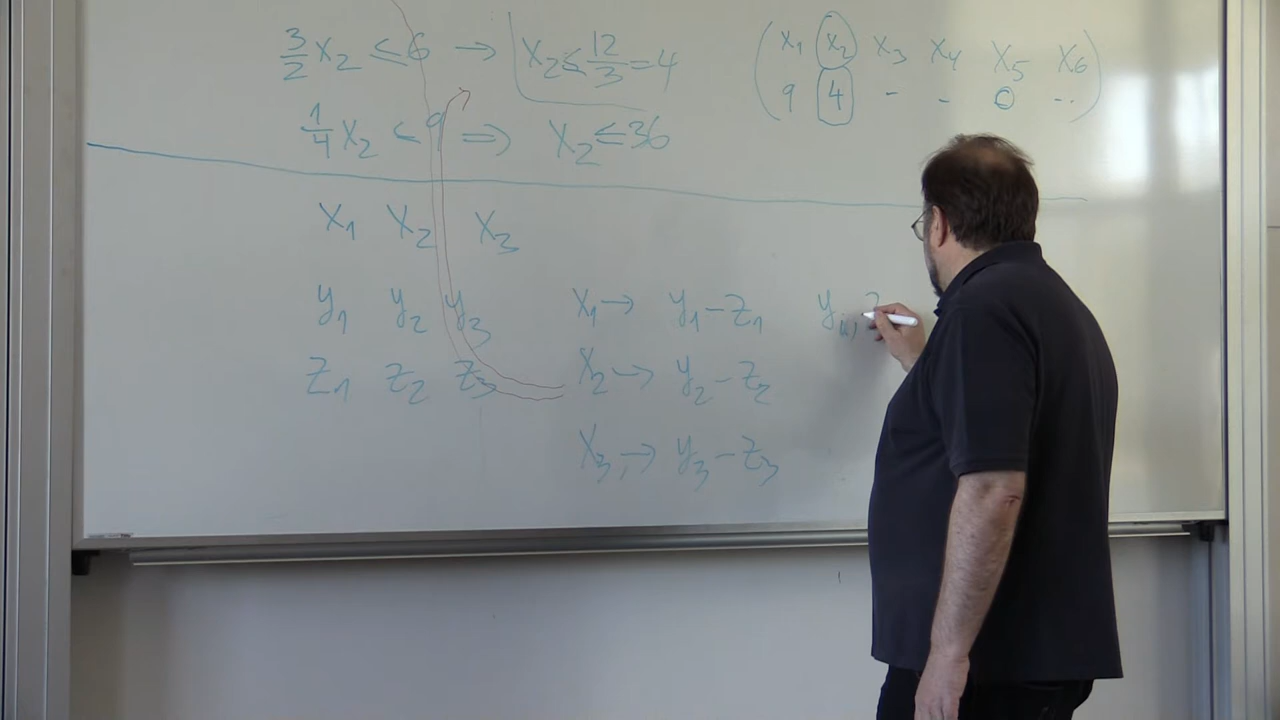 3/2 x₂ ≤ 6 → x₂ ≤ 12/3 = 4
1/4 x₂ ≤ 9 ⇒ x₂ ≤ 36
(x₁ x₂ x₃ x₄ x₅ x₆)
(9 4 - - 0 -·)
x₁ x₂ x₃
y₁ y₂ y₃
z₁ z₂ z₃
x₁ → y₁ - z₁
x₂ → y₂ - z₂
x₃, → y₃ - z₃